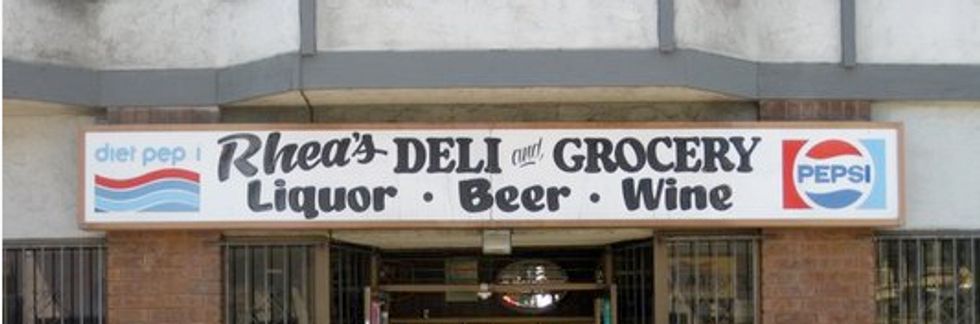 diet pep i
Rhea's DELI and GROCERY
Liquor · Beer · Wine
PEPSI